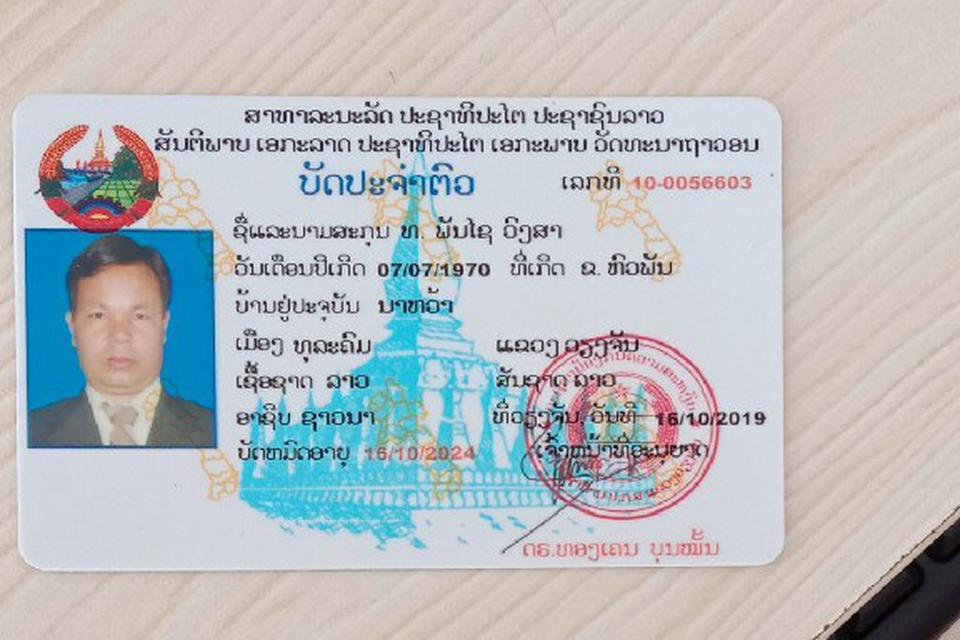 ສາທາລະນະລັດ ປະຊາທິປະໄຕ ປະຊາຊົນລາວ
ສັນຕິພາບ ເອກະລາດ ປະຊາທິປະໄຕ ເອກະພາບ ວັດທະນາຖາວອນ
ບັດປະຈຳຕົວ
ເລກທີ 10-0056603
ຊື່ແລະນາມສະກຸນ ທ. ພັນໄຊ ວົງສາ
ວັນເດືອນປີເກີດ 07/07/1970 ທີ່ເກີດ ຂ. ຫົວພັນ
ບ້ານຢູ່ປະຈຸບັນ ນາຫວ້າ
ເມືອງ ທຸລະຄົມ ແຂວງ ວຽງຈັນ
ເຊື້ອຊາດ ລາວ ສັນຊາດ ລາວ
ອາຊີບ ຊາວນາ ທີ່ວຽງຈັນ, ວັນທີ 16/10/2019
ບັດຫມົດອາຍຸ 16/10/2024 ເຈົ້າຫນ້າທີ່ອະນຸຍາດ
ດຣ.ທອງເຄນ ບຸນໝັ້ນ